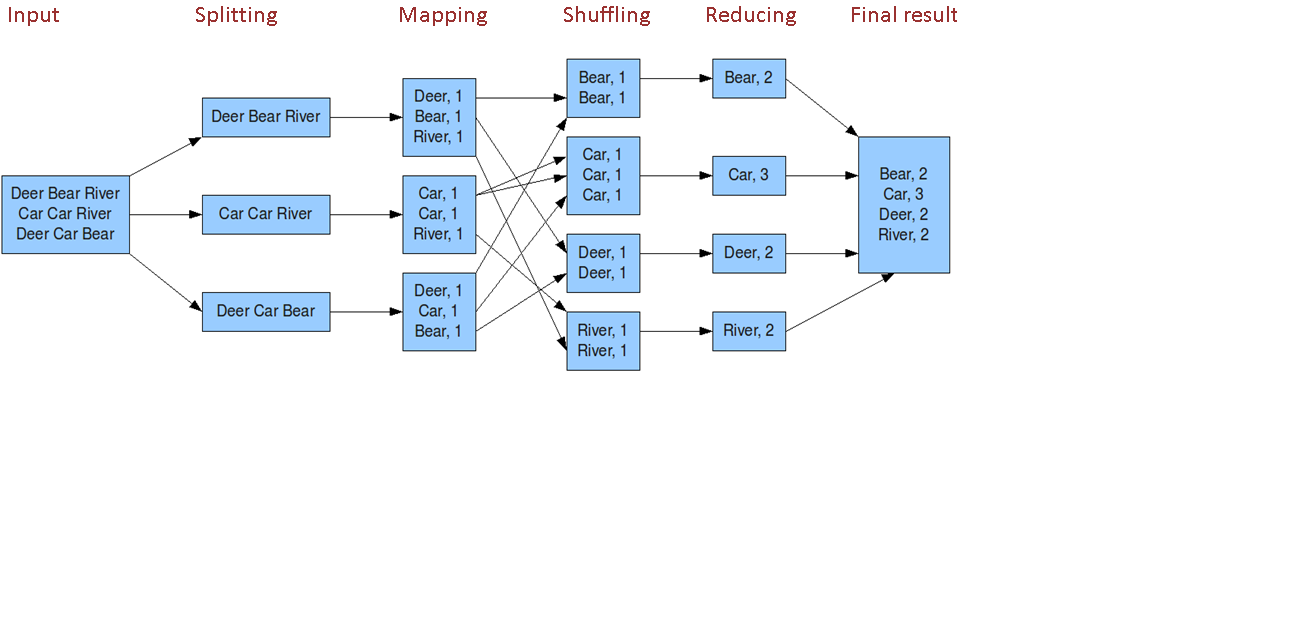 Input
Splitting
Mapping
Shuffling
Reducing
Final result
Deer Bear River
Car Car River
Deer Car Bear
Deer Bear River
Car Car River
Deer Car Bear
Deer, 1
Bear, 1
River, 1
Car, 1
Car, 1
River, 1
Deer, 1
Car, 1
Bear, 1
Bear, 1
Bear, 1
Car, 1
Car, 1
Car, 1
Deer, 1
Deer, 1
River, 1
River, 1
Bear, 2
Car, 3
Deer, 2
River, 2
Bear, 2
Car, 3
Deer, 2
River, 2